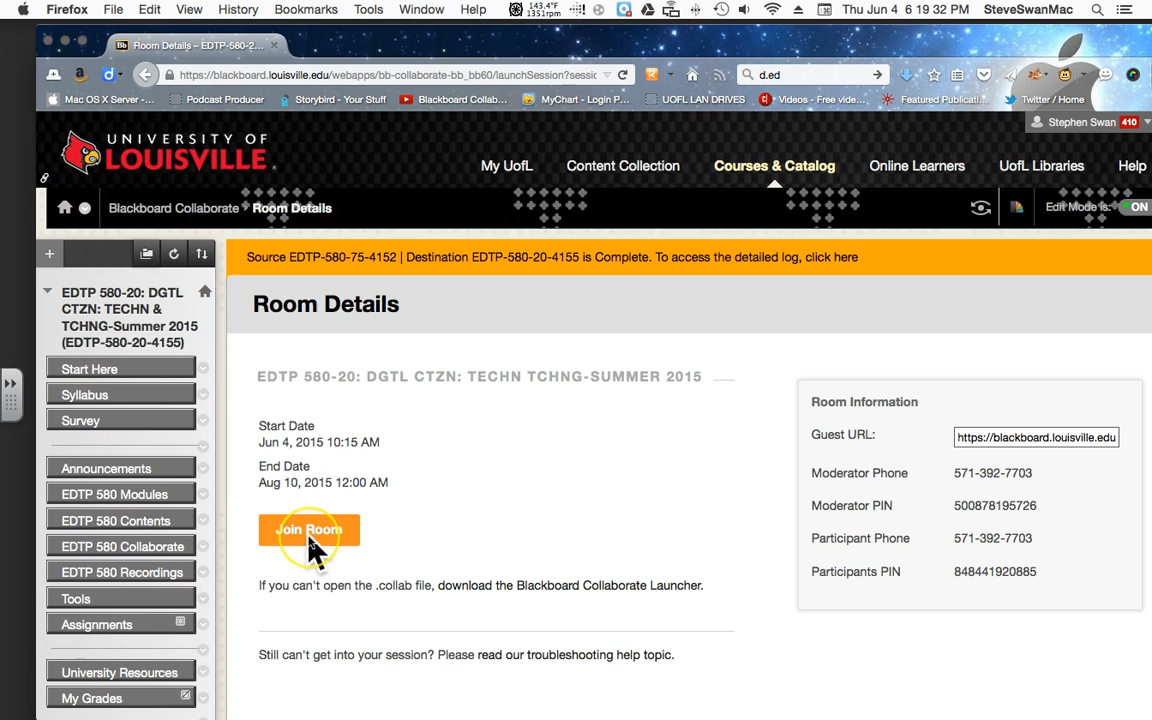 Firefox File Edit View History Bookmarks Tools Window Help 143.4°F 1351rpm Thu Jun 4 6:19:32 PM SteveSwanMac
Bb Room Details – EDTP-580-2... ×
https://blackboard.louisville.edu/webapps/bb-collaborate-bb_bb60/launchSession?sessic d.ed
Mac OS X Server -... Podcast Producer Storybird - Your Stuff Blackboard Collab... MyChart - Login P... UOFL LAN DRIVES Videos - Free vide... Featured Publicati... Twitter / Home
Stephen Swan 410
UNIVERSITY OF
LOUISVILLE.
My UofL Content Collection Courses & Catalog Online Learners UofL Libraries Help
Blackboard Collaborate Room Details Edit Mode is: ON
Source EDTP-580-75-4152 | Destination EDTP-580-20-4155 is Complete. To access the detailed log, click here
EDTP 580-20: DGTL
CTZN: TECHN &
TCHNG-Summer 2015
(EDTP-580-20-4155)
Start Here
Syllabus
Survey
Announcements
EDTP 580 Modules
EDTP 580 Contents
EDTP 580 Collaborate
EDTP 580 Recordings
Tools
Assignments
University Resources
My Grades
Room Details
EDTP 580-20: DGTL CTZN: TECHN TCHNG-SUMMER 2015
Start Date
Jun 4, 2015 10:15 AM
End Date
Aug 10, 2015 12:00 AM
Join Room
If you can't open the .collab file, download the Blackboard Collaborate Launcher.
Still can't get into your session? Please read our troubleshooting help topic.
Room Information
Guest URL: https://blackboard.louisville.edu
Moderator Phone 571-392-7703
Moderator PIN 500878195726
Participant Phone 571-392-7703
Participants PIN 848441920885